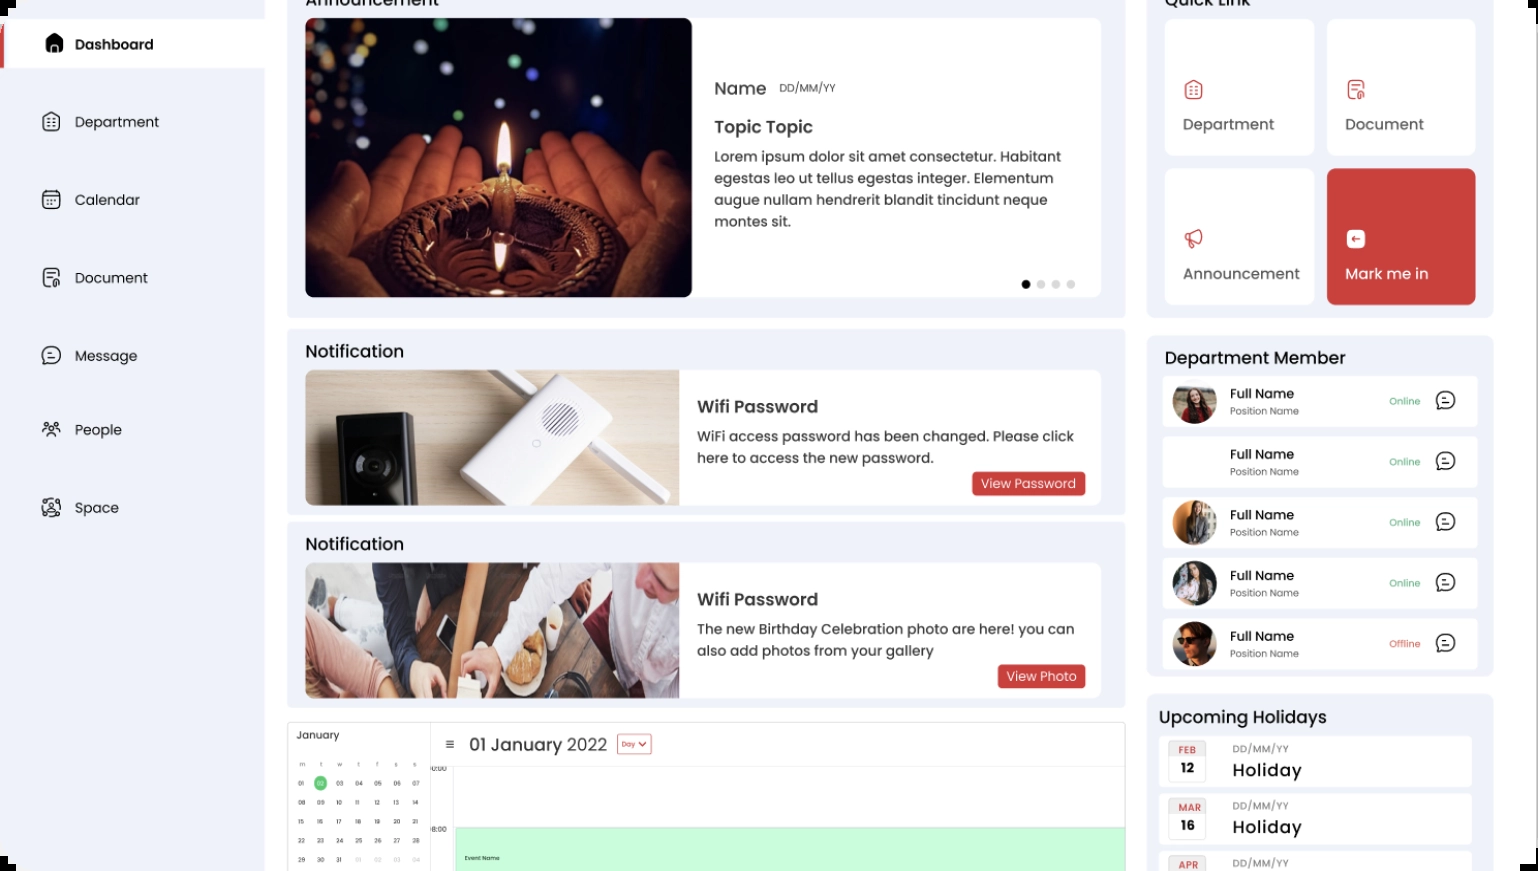 Dashboard
Department
Calendar
Document
Message
People
Space
Announcement
Name DD/MM/YY
Topic Topic
Lorem ipsum dolor sit amet consectetur. Habitant
egestas leo ut tellus egestas integer. Elementum
augue nullam hendrerit blandit tincidunt neque
montes sit.
Notification
Wifi Password
WiFi access password has been changed. Please click
here to access the new password.
View Password
Notification
Wifi Password
The new Birthday Celebration photo are here! you can
also add photos from your gallery
View Photo
January
m t w t f s s
01 02 03 04 05 06 07
08 09 10 11 12 13 14
15 16 17 18 19 20 21
22 23 24 25 26 27 28
29 30 31 01 02 03 04
01 January 2022 Day
Event Name
Quick Link
Department
Document
Announcement
Mark me in
Department Member
Full Name
Position Name
Online
Full Name
Position Name
Online
Full Name
Position Name
Online
Full Name
Position Name
Online
Full Name
Position Name
Offline
Upcoming Holidays
FEB
12
DD/MM/YY
Holiday
MAR
16
DD/MM/YY
Holiday
APR
DD/MM/YY